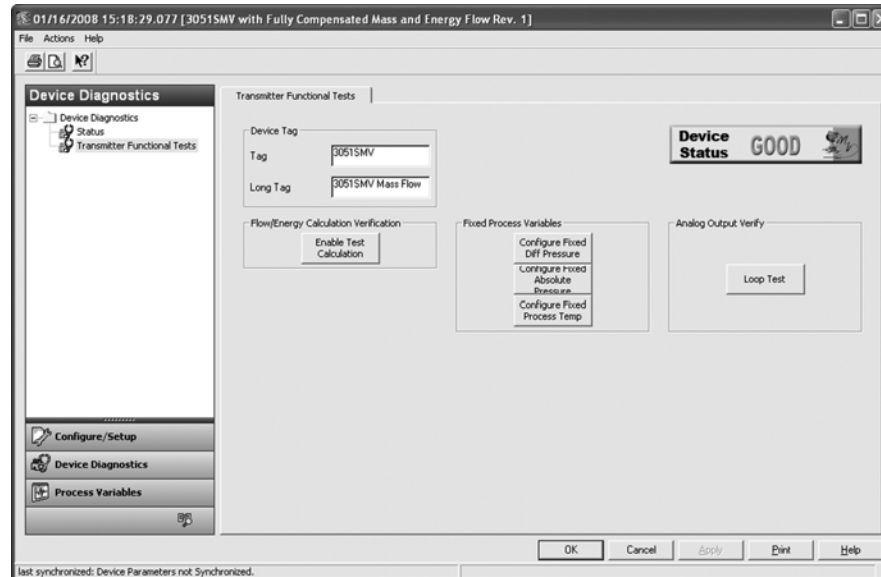 01/16/2008 15:18:29.077 [3051SMV with Fully Compensated Mass and Energy Flow Rev. 1]
File Actions Help
Device Diagnostics
Device Diagnostics
Status
Transmitter Functional Tests
Configure/Setup
Device Diagnostics
Process Variables
Transmitter Functional Tests
Device Tag
Tag
3051SMV
Long Tag
3051SMV Mass Flow
Device
Status
GOOD
Flow/Energy Calculation Verification
Enable Test
Calculation
Fixed Process Variables
Configure Fixed
Diff Pressure
Configure Fixed
Absolute
Pressure
Configure Fixed
Process Temp
Analog Output Verify
Loop Test
OK
Cancel
Apply
Print
Help
last synchronized: Device Parameters not Synchronized.